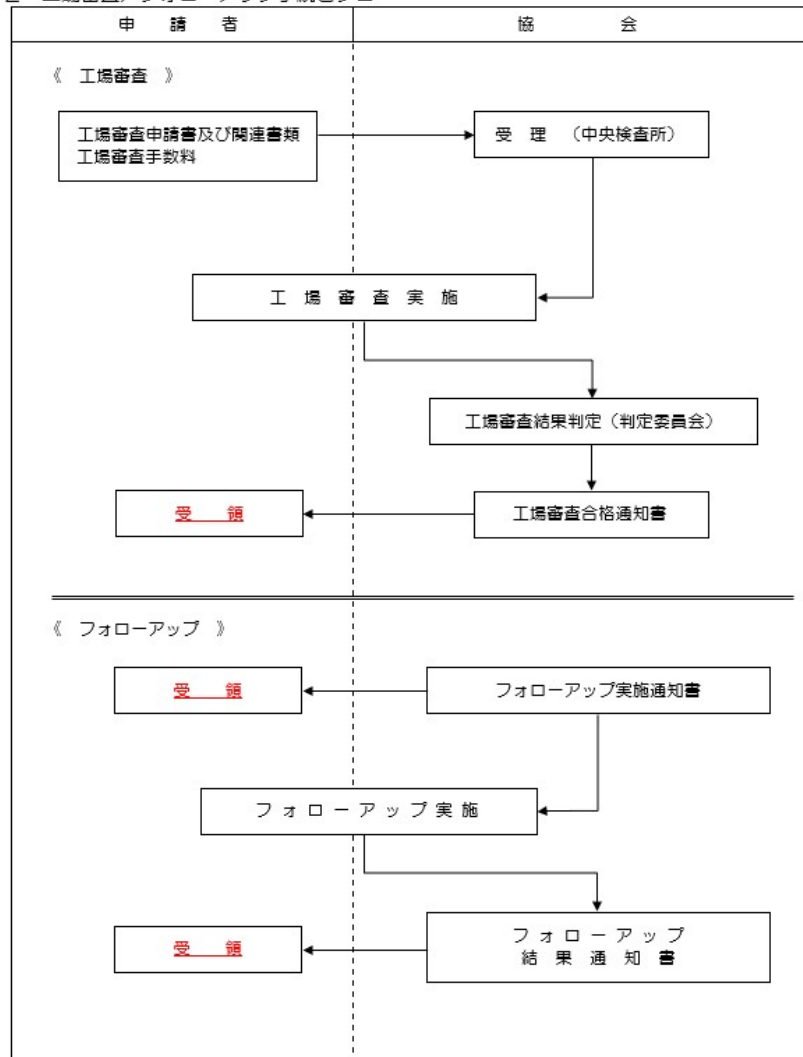 申　請　者
協　　会
《　工場審査　》
工場審査申請書及び関連書類
工場審査手数料
受　理　（中央検査所）
工　場　審　査　実　施
工場審査結果判定（判定委員会）
受　領
工場審査合格通知書
《　フォローアップ　》
受　領
フォローアップ実施通知書
フ ォ ロ ー ア ッ プ 実 施
受　領
フ ォ ロ ー ア ッ プ
結　果　通　知　書